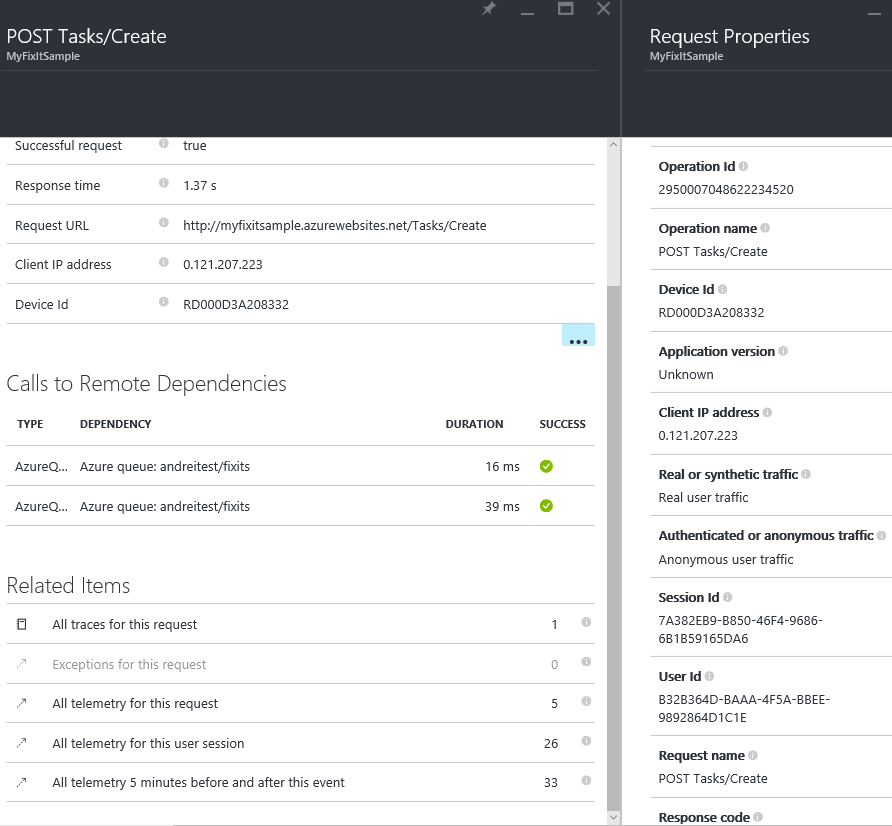 POST Tasks/Create
MyFixItSample
Successful request true
Response time 1.37 s
Request URL http://myfixitsample.azurewebsites.net/Tasks/Create
Client IP address 0.121.207.223
Device Id RD000D3A208332
...
Calls to Remote Dependencies
TYPE DEPENDENCY DURATION SUCCESS
AzureQ... Azure queue: andreitest/fixits 16 ms
AzureQ... Azure queue: andreitest/fixits 39 ms
Related Items
All traces for this request 1
Exceptions for this request 0
All telemetry for this request 5
All telemetry for this user session 26
All telemetry 5 minutes before and after this event 33
Request Properties
MyFixItSample
Operation Id
2950007048622234520
Operation name
POST Tasks/Create
Device Id
RD000D3A208332
Application version
Unknown
Client IP address
0.121.207.223
Real or synthetic traffic
Real user traffic
Authenticated or anonymous traffic
Anonymous user traffic
Session Id
7A382EB9-B850-46F4-9686-
6B1B59165DA6
User Id
B32B364D-BAAA-4F5A-BBEE-
9892864D1C1E
Request name
POST Tasks/Create
Response code